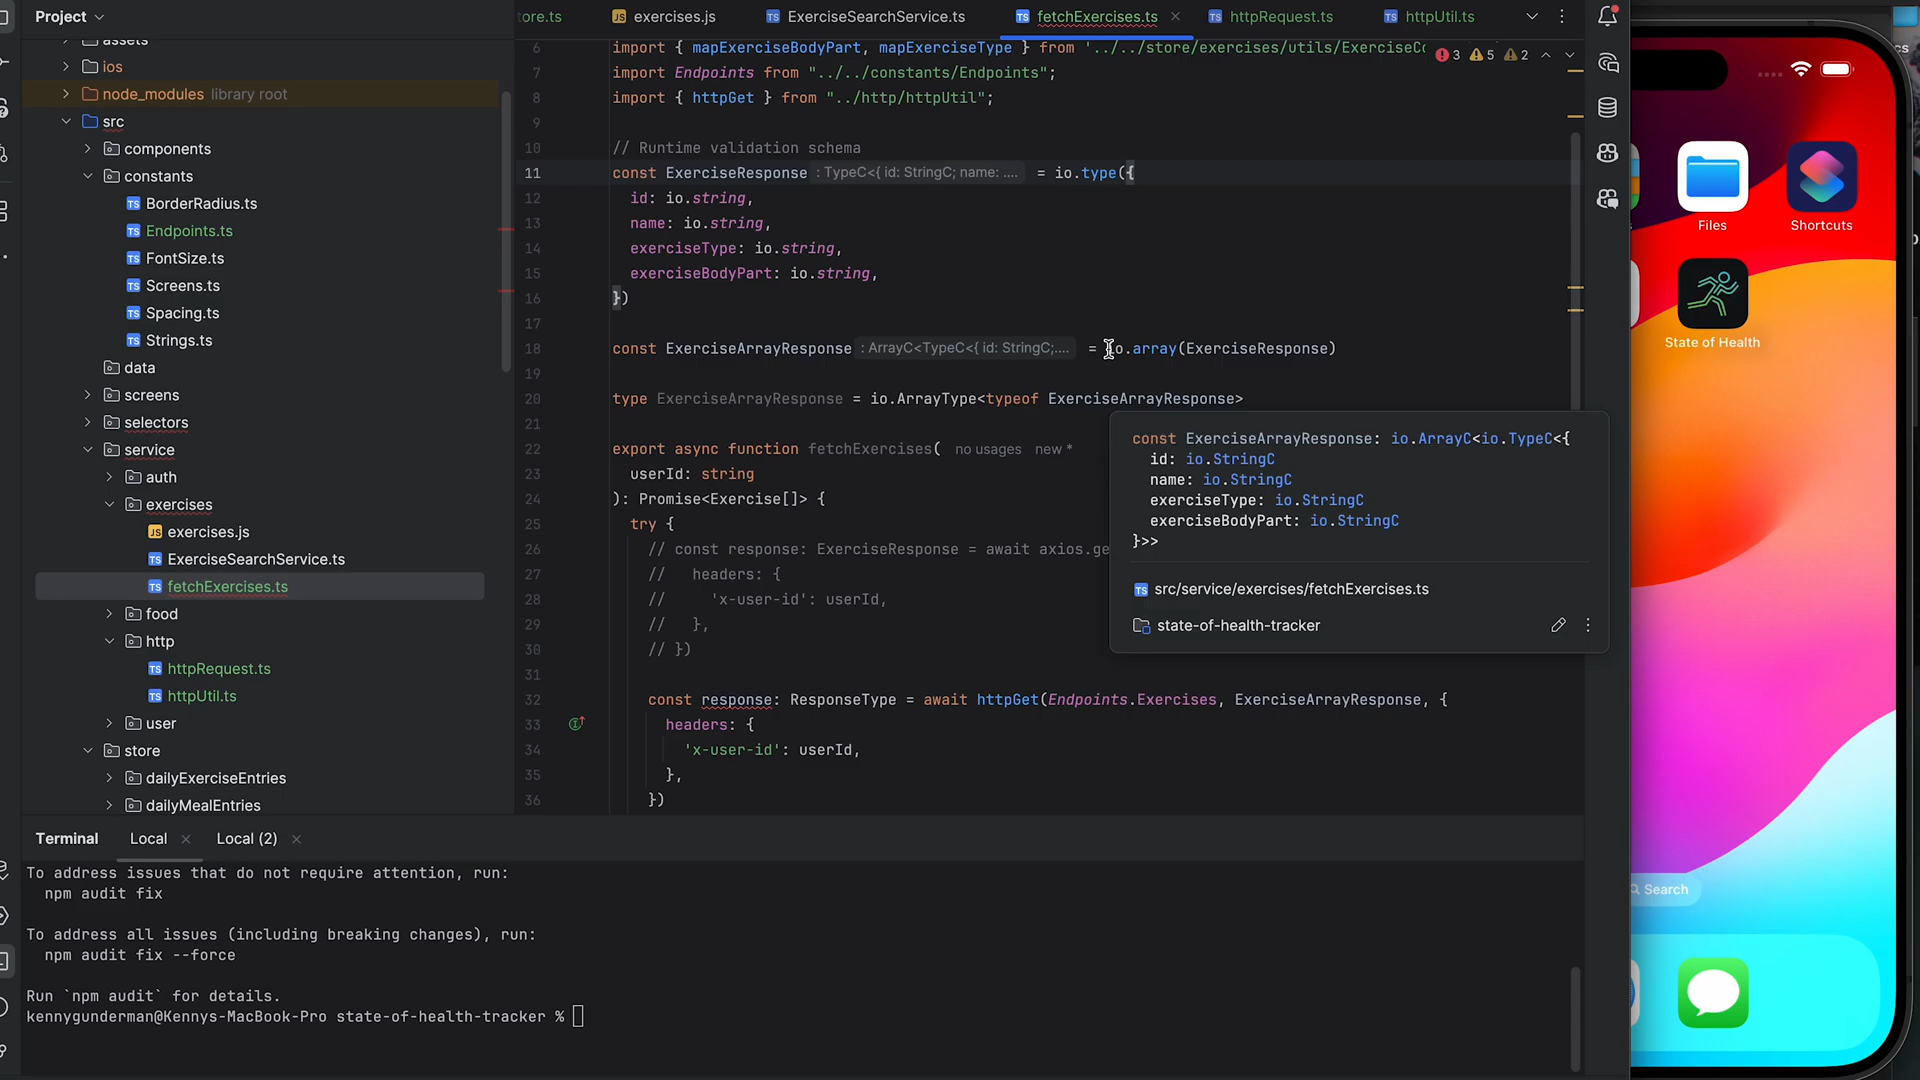 Project
assets
ios
node_modules library root
src
components
constants
BorderRadius.ts
Endpoints.ts
FontSize.ts
Screens.ts
Spacing.ts
Strings.ts
data
screens
selectors
service
auth
exercises
exercises.js
ExerciseSearchService.ts
fetchExercises.ts
food
http
httpRequest.ts
httpUtil.ts
user
store
dailyExerciseEntries
dailyMealEntries
tore.ts
exercises.js
ExerciseSearchService.ts
fetchExercises.ts
httpRequest.ts
httpUtil.ts
3 5 2
6 import { mapExerciseBodyPart, mapExerciseType } from '../../store/exercises/utils/ExerciseCo
7 import Endpoints from "../../constants/Endpoints";
8 import { httpGet } from "../http/httpUtil";
9
10 // Runtime validation schema
11 const ExerciseResponse : TypeC<{ id: StringC; name: .... = io.type({
12 id: io.string,
13 name: io.string,
14 exerciseType: io.string,
15 exerciseBodyPart: io.string,
16 })
17
18 const ExerciseArrayResponse : ArrayC<TypeC<{ id: StringC;.... = io.array(ExerciseResponse)
19
20 type ExerciseArrayResponse = io.ArrayType<typeof ExerciseArrayResponse>
21
22 export async function fetchExercises( no usages new *
23 userId: string
24 ): Promise<Exercise[]> {
25 try {
26 // const response: ExerciseResponse = await axios.ge
27 // headers: {
28 // 'x-user-id': userId,
29 // },
30 // })
31
32 const response: ResponseType = await httpGet(Endpoints.Exercises, ExerciseArrayResponse, {
33 headers: {
34 'x-user-id': userId,
35 },
36 })
const ExerciseArrayResponse: io.ArrayC<io.TypeC<{
id: io.StringC
name: io.StringC
exerciseType: io.StringC
exerciseBodyPart: io.StringC
}>>
src/service/exercises/fetchExercises.ts
state-of-health-tracker
Terminal Local Local (2)
To address issues that do not require attention, run:
npm audit fix
To address all issues (including breaking changes), run:
npm audit fix --force
Run `npm audit` for details.
kennygunderman@Kennys-MacBook-Pro state-of-health-tracker %
Files
Shortcuts
State of Health
Search